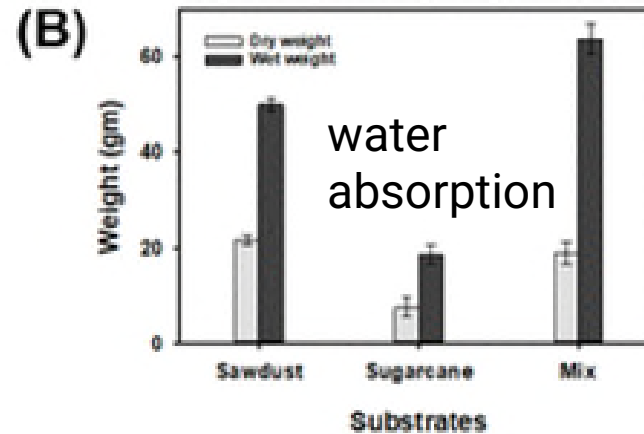 (B)
Dry weight
Wet weight
60
40
20
0
Weight (gm)
water
absorption
Sawdust Sugarcane Mix
Substrates